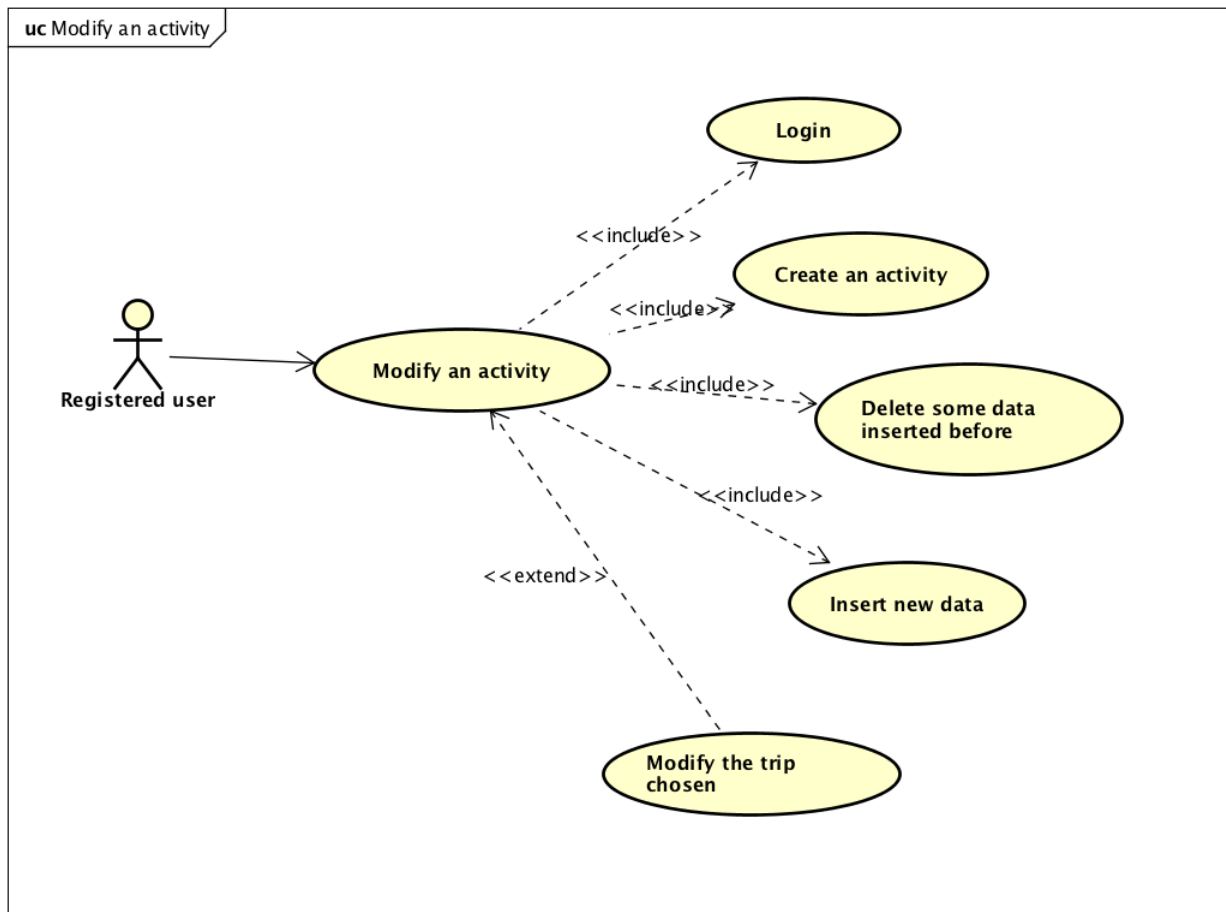 uc Modify an activity
Login
<<include>>
Create an activity
<<include>>
Modify an activity
Registered user
<<include>>
Delete some data
inserted before
<<include>>
<<extend>>
Insert new data
Modify the trip
chosen